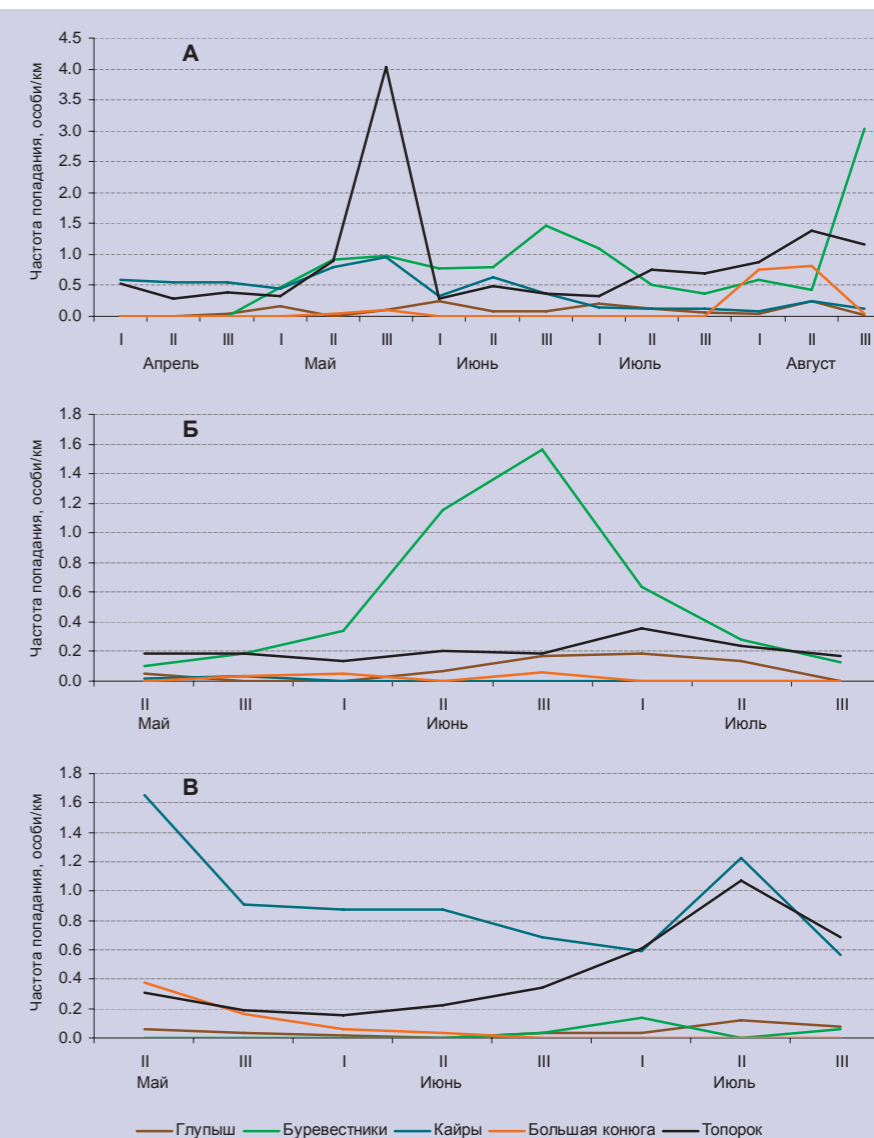 А
Частота попадания, особи/км
4.5
4.0
3.5
3.0
2.5
2.0
1.5
1.0
0.5
0.0
I II III I II III I II III I II III I II III
Апрель Май Июнь Июль Август
Б
Частота попадания, особи/км
1.8
1.6
1.4
1.2
1.0
0.8
0.6
0.4
0.2
0.0
II III I II III I II III
Май Июнь Июль
В
Частота попадания, особи/км
1.8
1.6
1.4
1.2
1.0
0.8
0.6
0.4
0.2
0.0
II III I II III I II III
Май Июнь Июль
Глупыш Буревестники Кайры Большая конюга Топорок